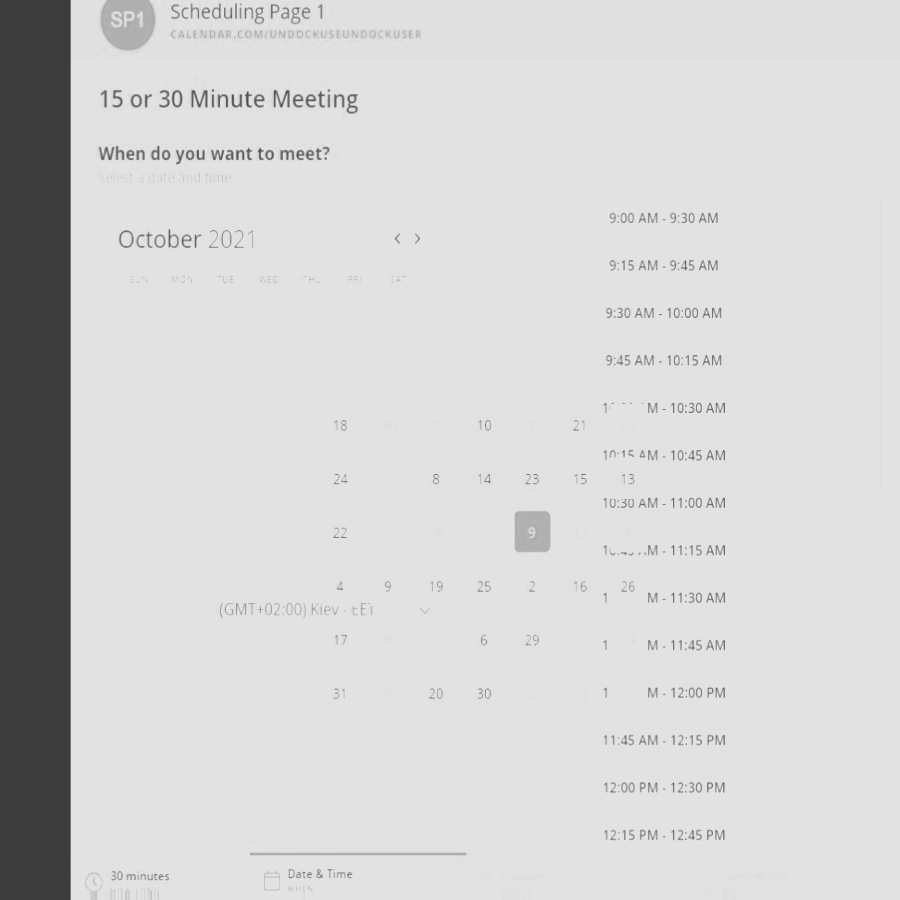 SP1
Scheduling Page 1
CALENDAR.COM/UNDOCKUSEUNDOCKUSER
15 or 30 Minute Meeting
When do you want to meet?
Select a date and time
October 2021
SUN MON TUE WED THU FRI SAT
18 10 21
24 8 14 23 15 13
22 9
4 9 19 25 2 16 26
(GMT+02:00) Kiev - EET
17 6 29
31 20 30
9:00 AM - 9:30 AM
9:15 AM - 9:45 AM
9:30 AM - 10:00 AM
9:45 AM - 10:15 AM
M - 10:30 AM
10:15 AM - 10:45 AM
10:30 AM - 11:00 AM
M - 11:15 AM
1 M - 11:30 AM
1 M - 11:45 AM
1 M - 12:00 PM
11:45 AM - 12:15 PM
12:00 PM - 12:30 PM
12:15 PM - 12:45 PM
30 minutes
Date & Time
WHEN